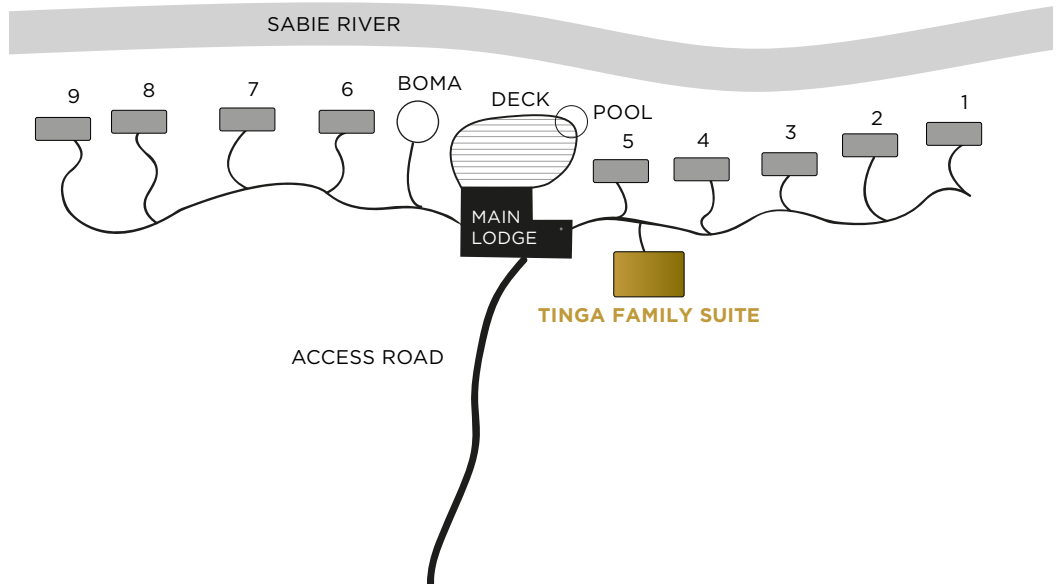 SABIE RIVER
9
8
7
6
BOMA
DECK
POOL
5
4
3
2
1
MAIN
LODGE
TINGA FAMILY SUITE
ACCESS ROAD